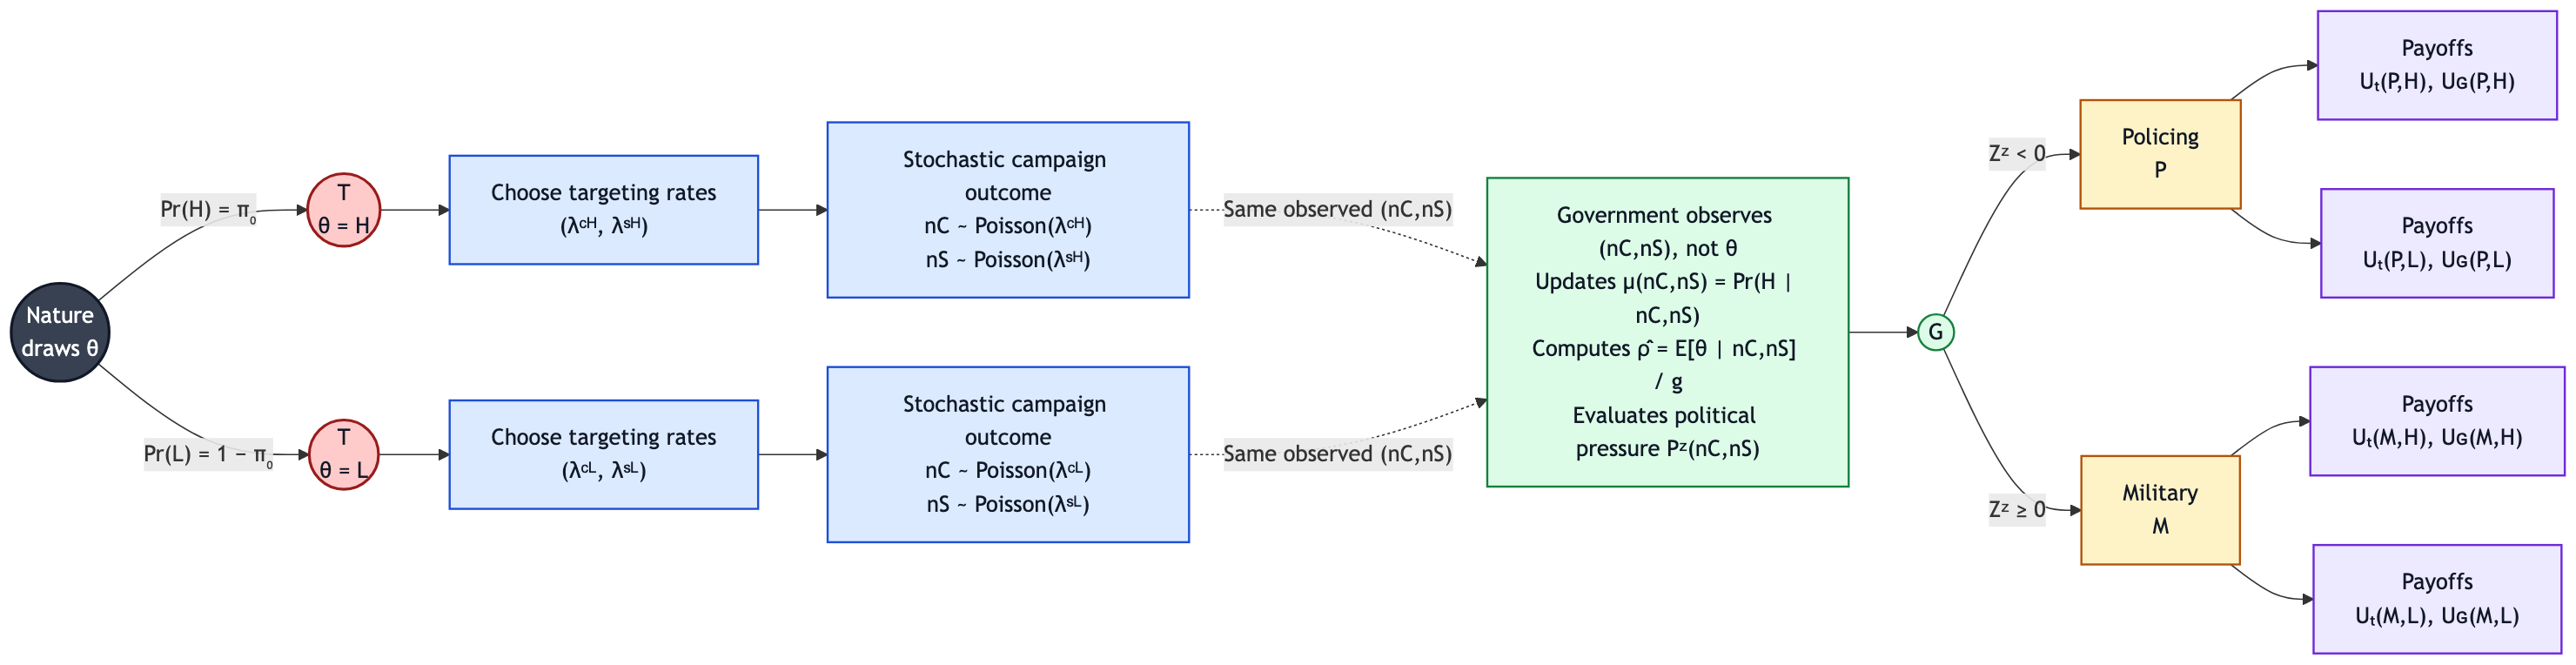 Nature
draws θ
Pr(H) = π₀
Pr(L) = 1 − π₀
T
θ = H
T
θ = L
Choose targeting rates
(λᶜᴴ, λˢᴴ)
Choose targeting rates
(λᶜᴸ, λˢᴸ)
Stochastic campaign
outcome
nC ~ Poisson(λᶜᴴ)
nS ~ Poisson(λˢᴴ)
Stochastic campaign
outcome
nC ~ Poisson(λᶜᴸ)
nS ~ Poisson(λˢᴸ)
Same observed (nC,nS)
Same observed (nC,nS)
Government observes
(nC,nS), not θ
Updates μ(nC,nS) = Pr(H |
nC,nS)
Computes ρ̂ = E[θ | nC,nS]
/ g
Evaluates political
pressure Pᶻ(nC,nS)
G
Zᶻ < 0
Zᶻ ≥ 0
Policing
P
Military
M
Payoffs
Uₜ(P,H), Uɢ(P,H)
Payoffs
Uₜ(P,L), Uɢ(P,L)
Payoffs
Uₜ(M,H), Uɢ(M,H)
Payoffs
Uₜ(M,L), Uɢ(M,L)